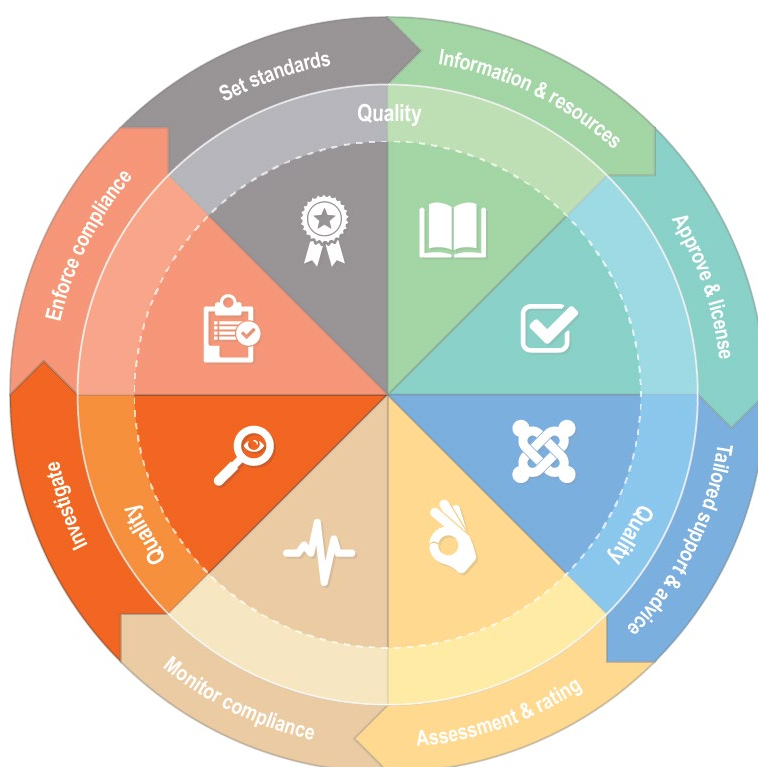 Set standards
Information & resources
Quality
Approve & license
Tailored support & advice
Quality
Assessment & rating
Monitor compliance
Investigate
Quality
Enforce compliance